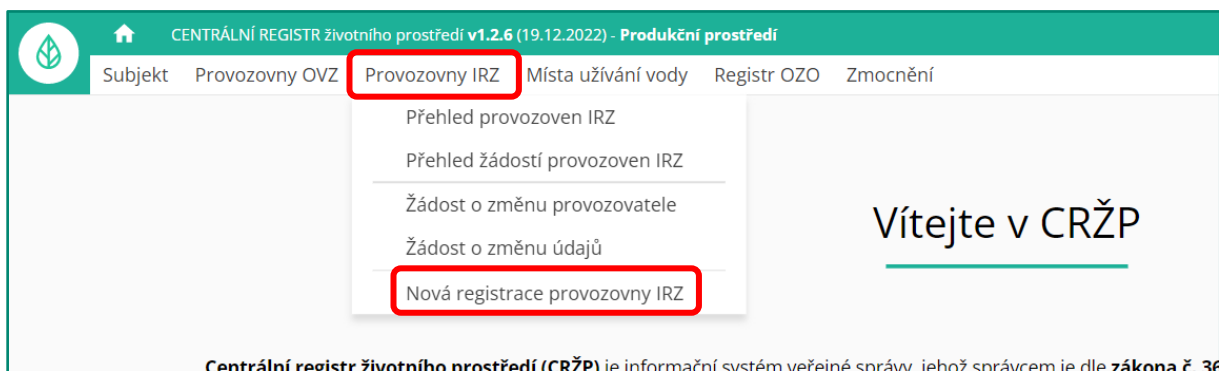 CENTRÁLNÍ REGISTR životního prostředí v1.2.6 (19.12.2022) - Produkční prostředí
Subjekt Provozovny OVZ Provozovny IRZ Místa užívání vody Registr OZO Zmocnění
Přehled provozoven IRZ
Přehled žádostí provozoven IRZ
Žádost o změnu provozovatele
Žádost o změnu údajů
Nová registrace provozovny IRZ
Vítejte v CRŽP
Centrální registr životního prostředí (CRŽP) je informační systém veřejné správy, jehož správcem je dle zákona č. 36